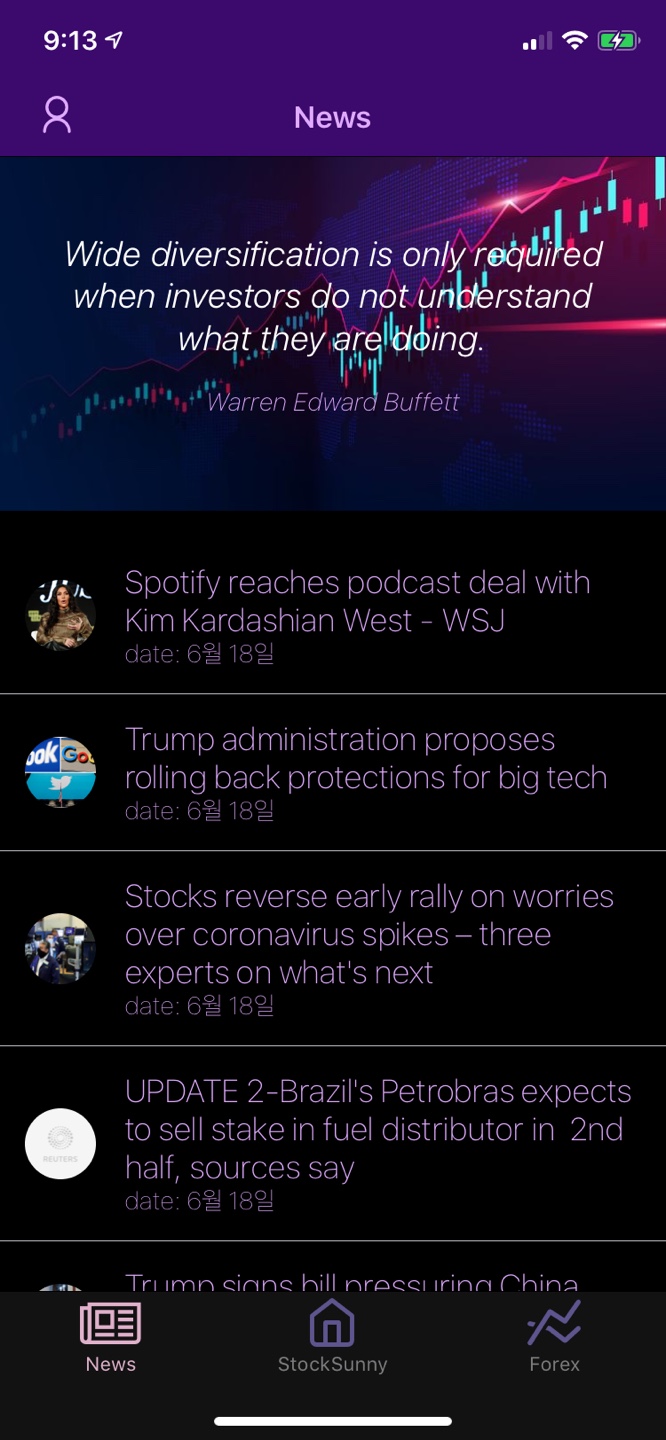 9:13
News
Wide diversification is only required
when investors do not understand
what they are doing.
Warren Edward Buffett
Spotify reaches podcast deal with
Kim Kardashian West - WSJ
date: 6월 18일
ook Goo
Trump administration proposes
rolling back protections for big tech
date: 6월 18일
Stocks reverse early rally on worries
over coronavirus spikes – three
experts on what's next
date: 6월 18일
UPDATE 2-Brazil's Petrobras expects
to sell stake in fuel distributor in  2nd
half, sources say
REUTERS
date: 6월 18일
Trump signs bill pressuring China
News
StockSunny
Forex